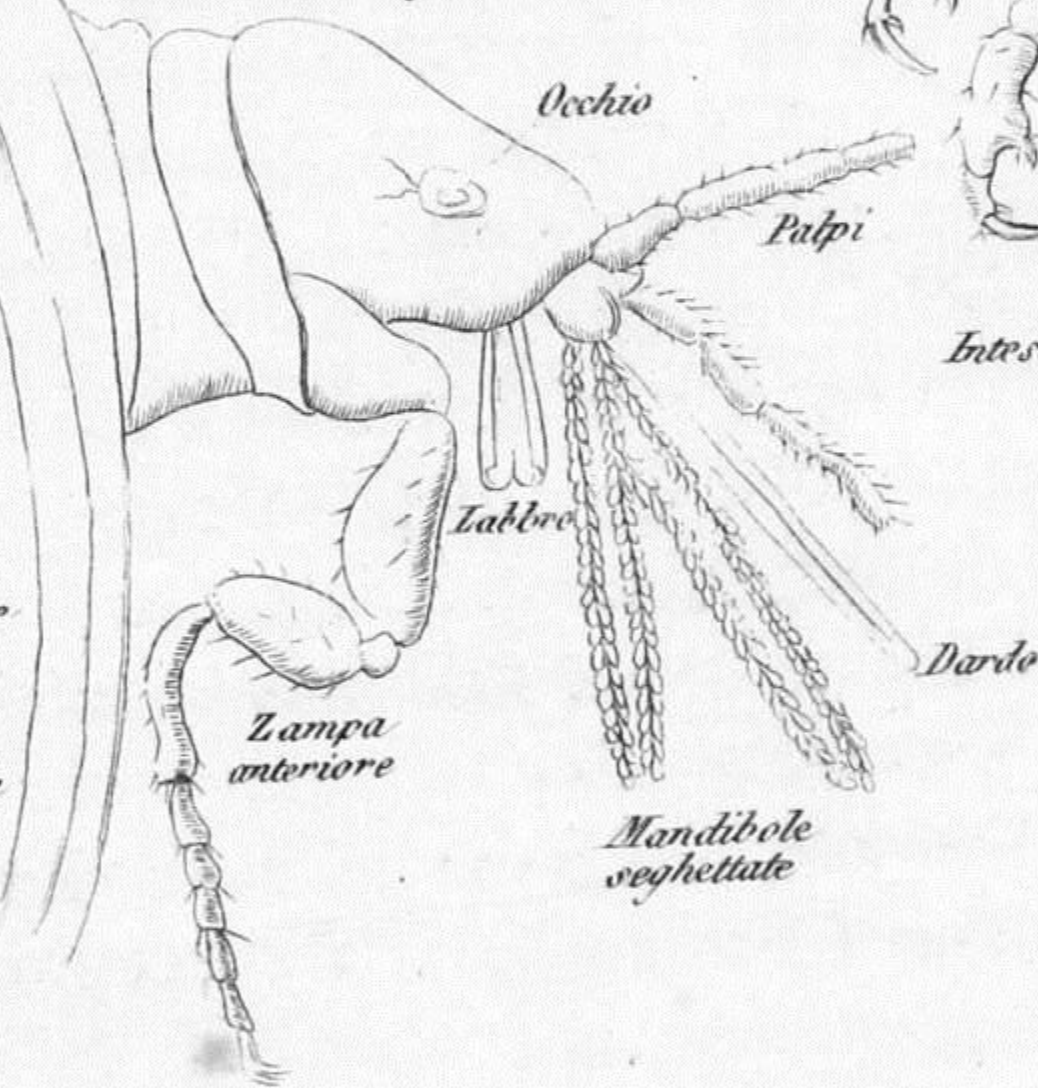 Occhio
Palpi
Intes
Labbro
Dardo
Zampa
anteriore
Mandibole
seghettate